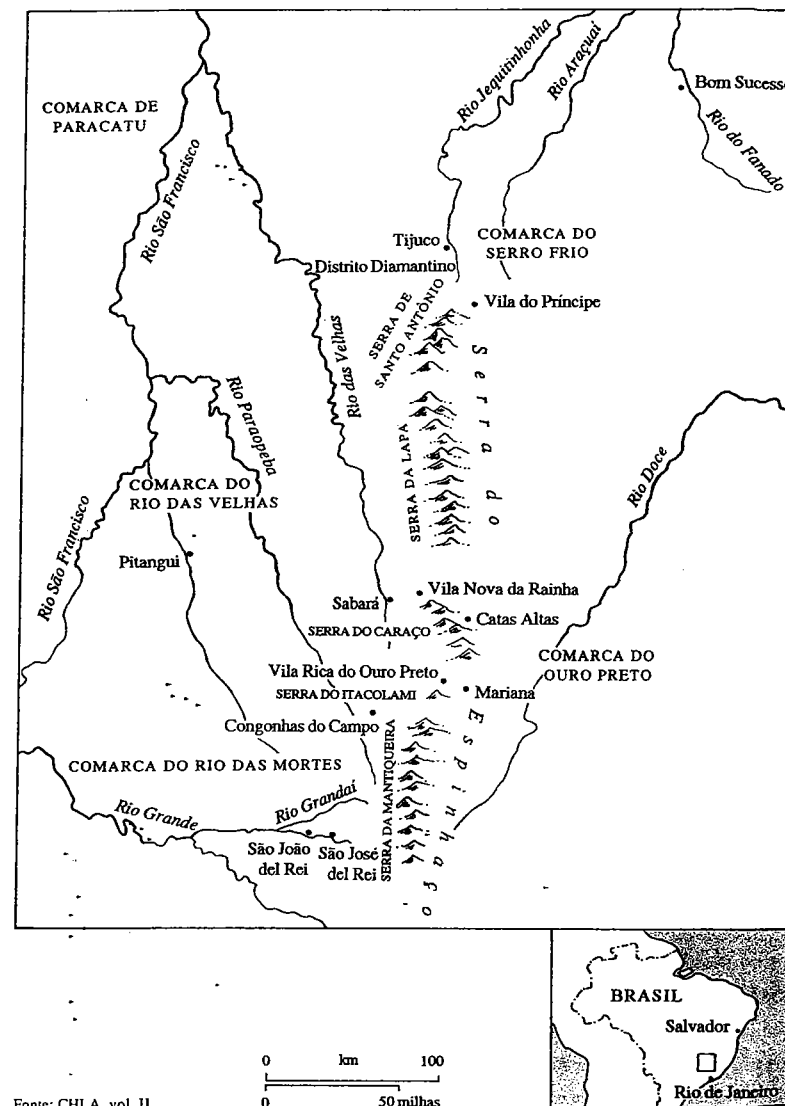 Rio Jequitinhonha
Rio Araçuaí
Bom Sucesso
COMARCA DE
PARACATU
Rio do Fanado
Rio São Francisco
Tijuco
COMARCA DO
SERRO FRIO
Distrito Diamantino
Vila do Príncipe
SERRA DE
SANTO ANTÔNIO
Rio das Velhas
Serra do
Rio Paraopeba
SERRA DA LAPA
Rio Doce
COMARCA DO
RIO DAS VELHAS
Rio São Francisco
Pitangui
Vila Nova da Rainha
Sabará
Catas Altas
SERRA DO CARAÇO
COMARCA DO
OURO PRETO
Vila Rica do Ouro Preto
SERRA DO ITACOLAMI
Mariana
Congonhas do Campo
Espinhaço
SERRA DA MANTIQUEIRA
COMARCA DO RIO DAS MORTES
Rio Grandaí
Rio Grande
São João
del Rei
São José
del Rei
BRASIL
Salvador
Rio de Janeiro
0 km 100
0 50 milhas
Fonte: CHLA, vol. II